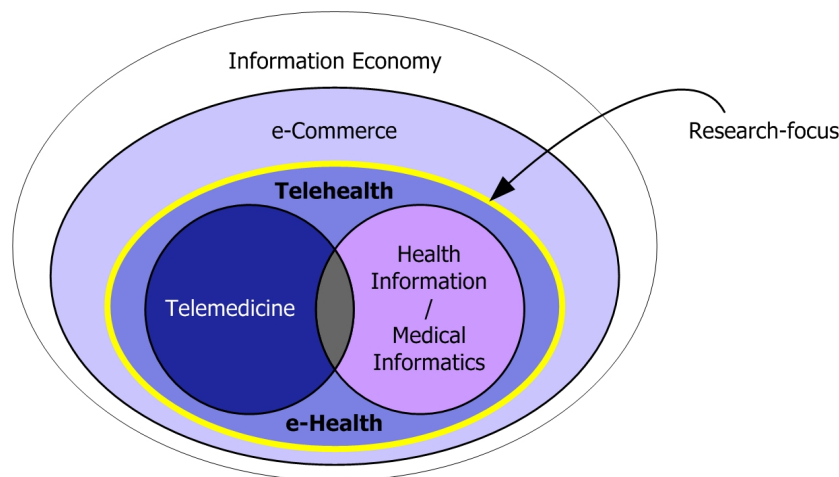 Information Economy
e-Commerce
Research-focus
Telehealth
Telemedicine
Health
Information
/
Medical
Informatics
e-Health